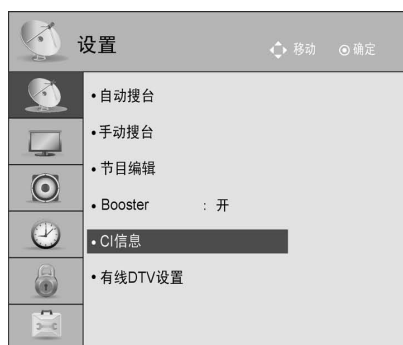 设置 移动 ⊙确定
• 自动搜台
• 手动搜台
• 节目编辑
• Booster : 开
• CI信息
• 有线DTV设置